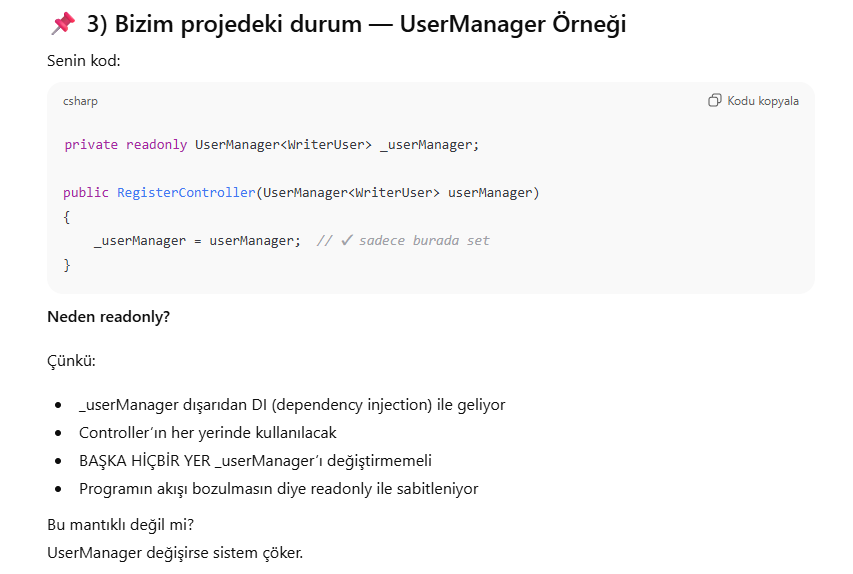 📌 3) Bizim projedeki durum — UserManager Örneği
Senin kod:
csharp
Kodu kopyala
private readonly UserManager<WriterUser> _userManager;
public RegisterController(UserManager<WriterUser> userManager)
{
    _userManager = userManager;  // ✓ sadece burada set
}
Neden readonly?
Çünkü:
• _userManager dışarıdan DI (dependency injection) ile geliyor
• Controller’ın her yerinde kullanılacak
• BAŞKA HİÇBİR YER _userManager’ı değiştirmemeli
• Programın akışı bozulmasın diye readonly ile sabitleniyor
Bu mantıklı değil mi?
UserManager değişirse sistem çöker.